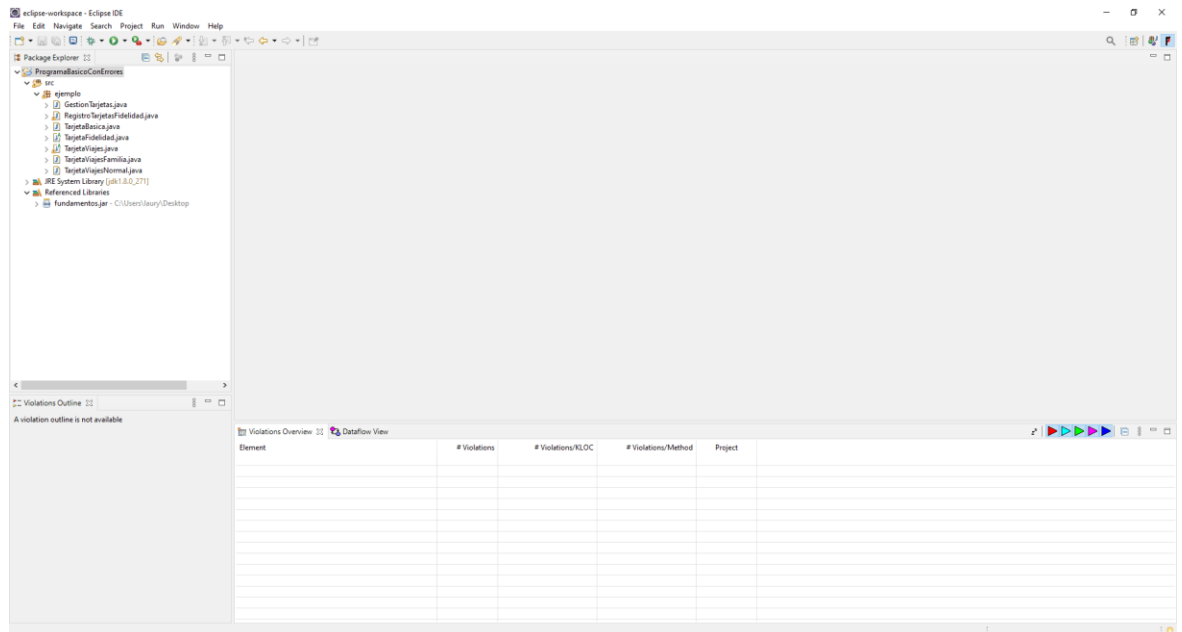 eclipse-workspace - Eclipse IDE
File Edit Navigate Search Project Run Window Help
Package Explorer
ProgramaBasicoConErrores
src
ejemplo
GestionTarjetas.java
RegistroTarjetasFidelidad.java
TarjetaBasica.java
TarjetaFidelidad.java
TarjetaViajes.java
TarjetaViajesFamilia.java
TarjetaViajesNormal.java
JRE System Library [jdk1.8.0_271]
Referenced Libraries
fundamentos.jar - C:\Users\laury\Desktop
Violations Outline
A violation outline is not available
Violations Overview Dataflow View
Element # Violations # Violations/KLOC # Violations/Method Project